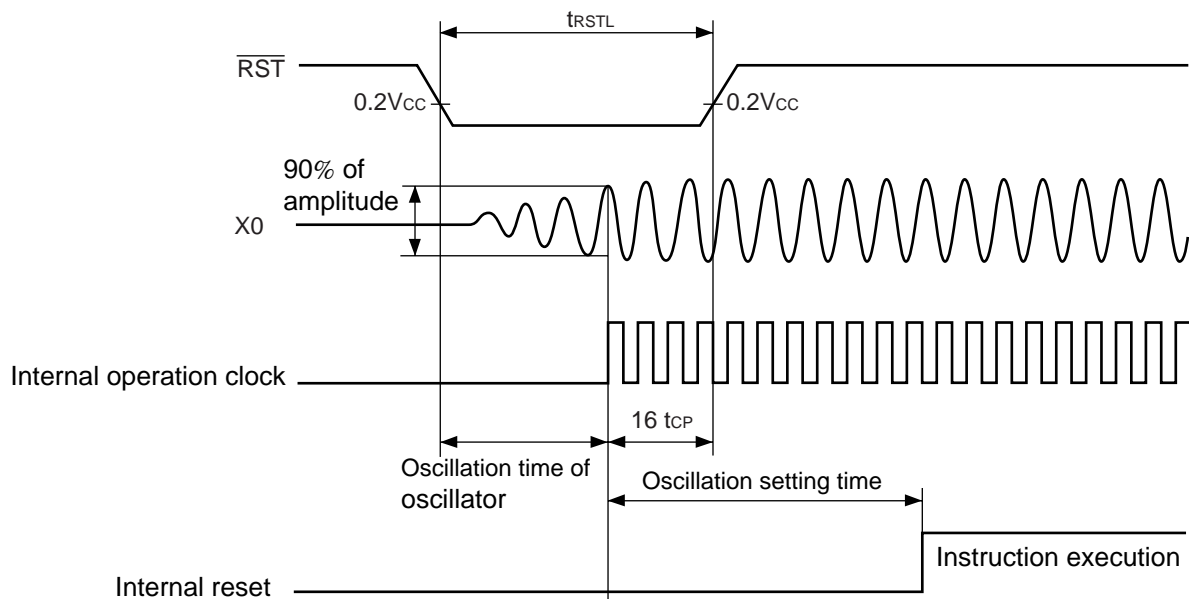 tRSTL
RST
0.2VCC
0.2VCC
90% of
amplitude
X0
Internal operation clock
16 tCP
Oscillation time of
oscillator
Oscillation setting time
Instruction execution
Internal reset